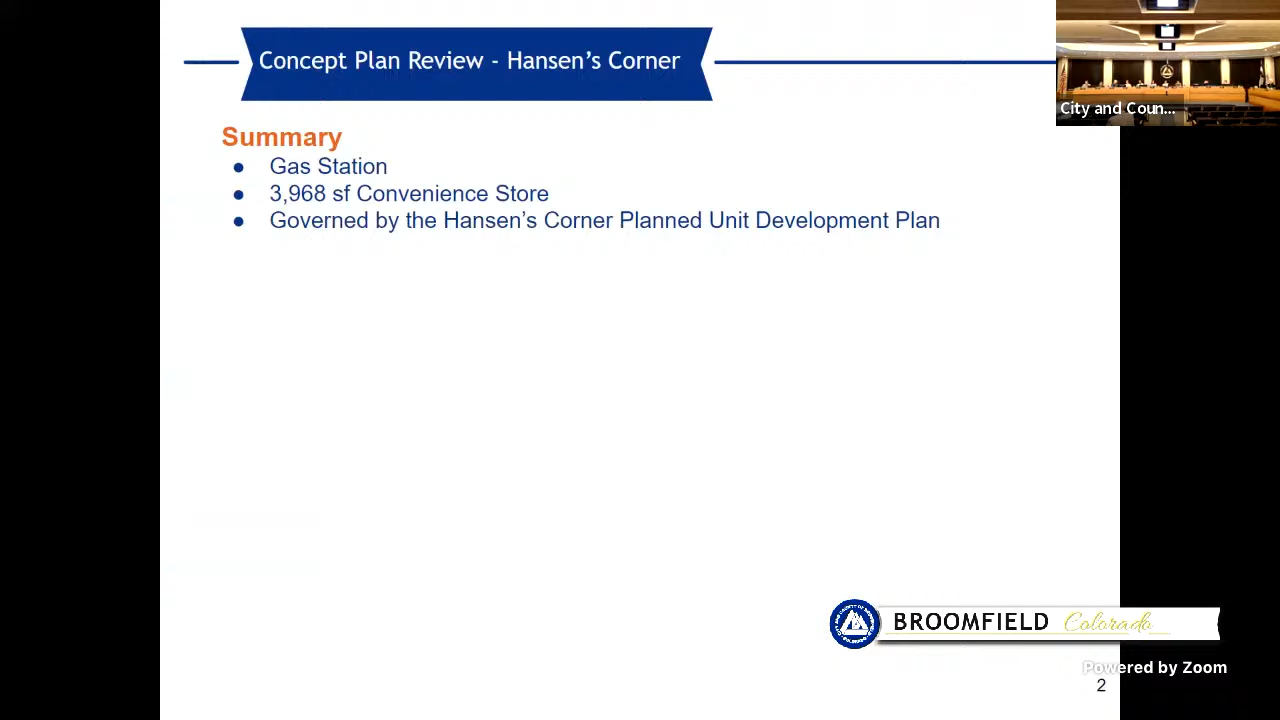 Concept Plan Review - Hansen's Corner
City and Coun...
Summary
● Gas Station
● 3,968 sf Convenience Store
● Governed by the Hansen's Corner Planned Unit Development Plan
BROOMFIELD Colorado
Powered by Zoom
2